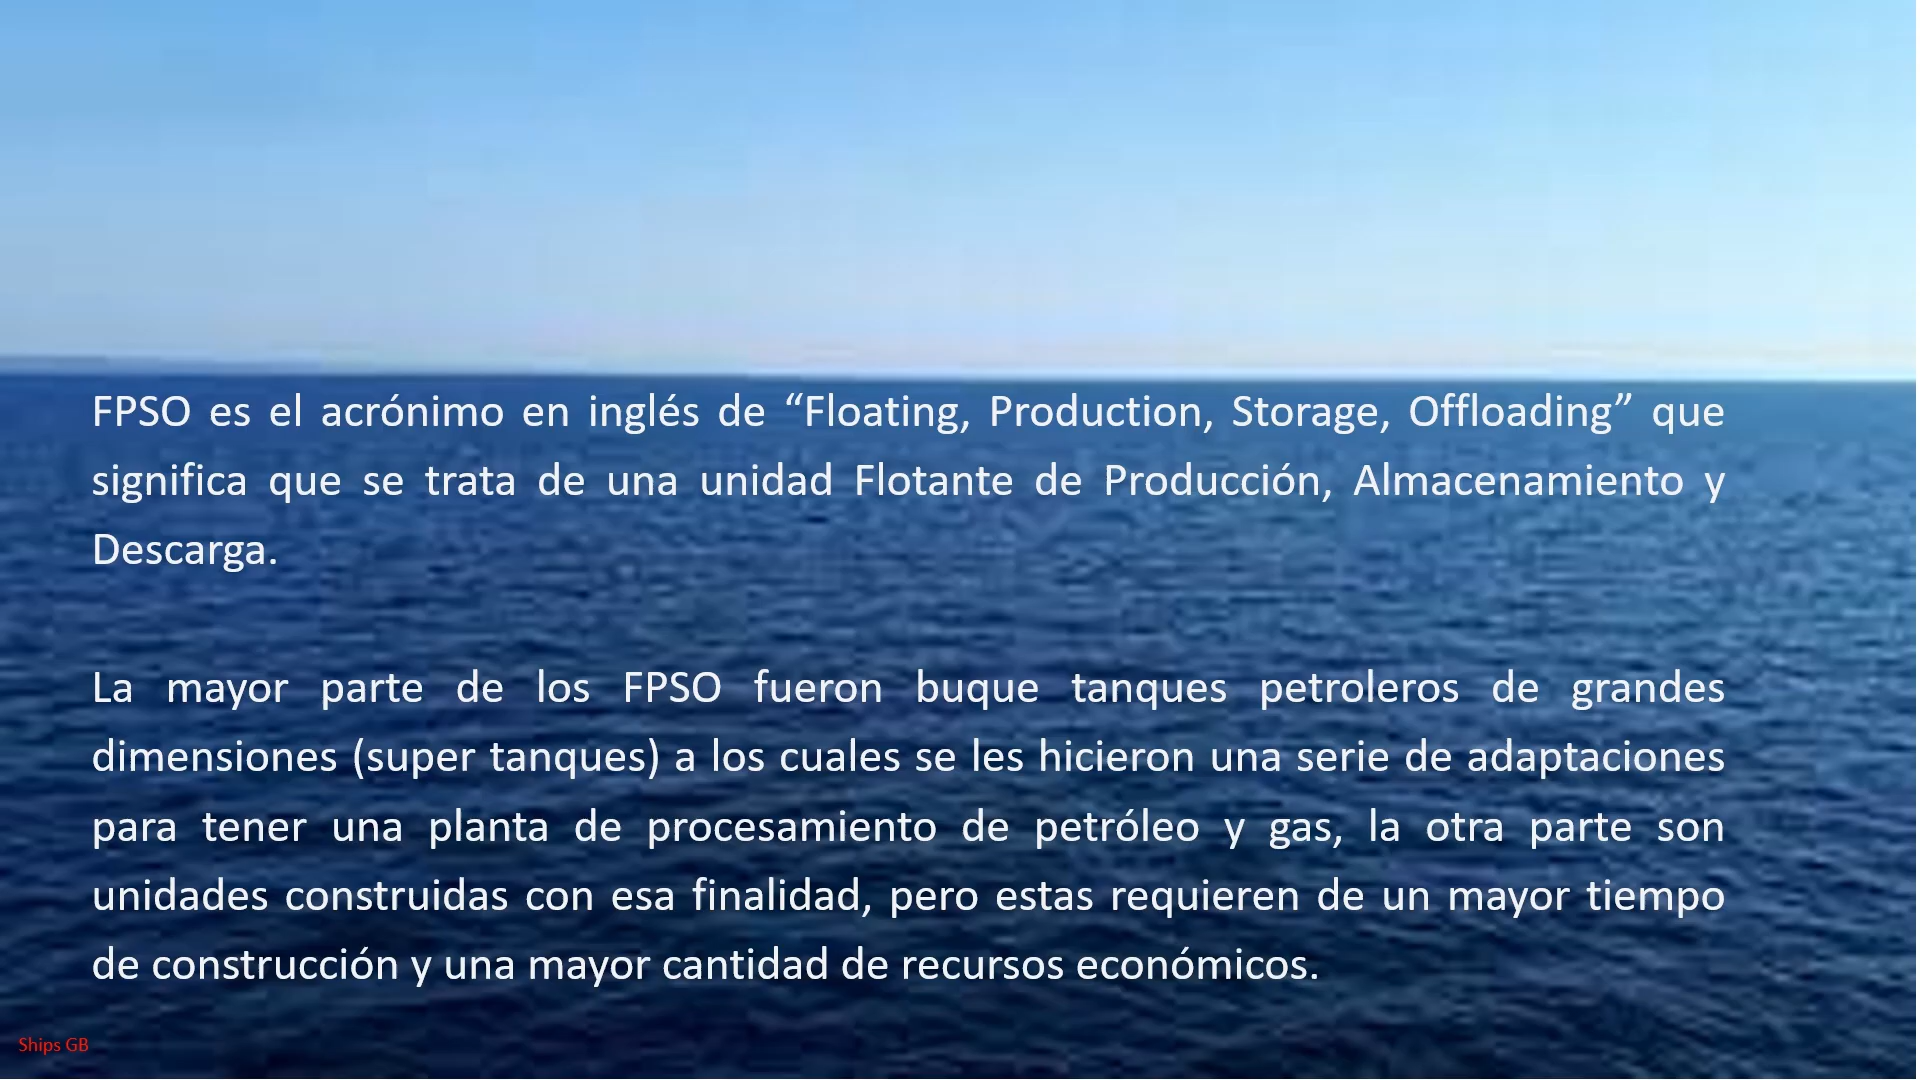 FPSO es el acrónimo en inglés de “Floating, Production, Storage, Offloading” que
significa que se trata de una unidad Flotante de Producción, Almacenamiento y
Descarga.
La mayor parte de los FPSO fueron buque tanques petroleros de grandes
dimensiones (super tanques) a los cuales se les hicieron una serie de adaptaciones
para tener una planta de procesamiento de petróleo y gas, la otra parte son
unidades construidas con esa finalidad, pero estas requieren de un mayor tiempo
de construcción y una mayor cantidad de recursos económicos.
Ships GB